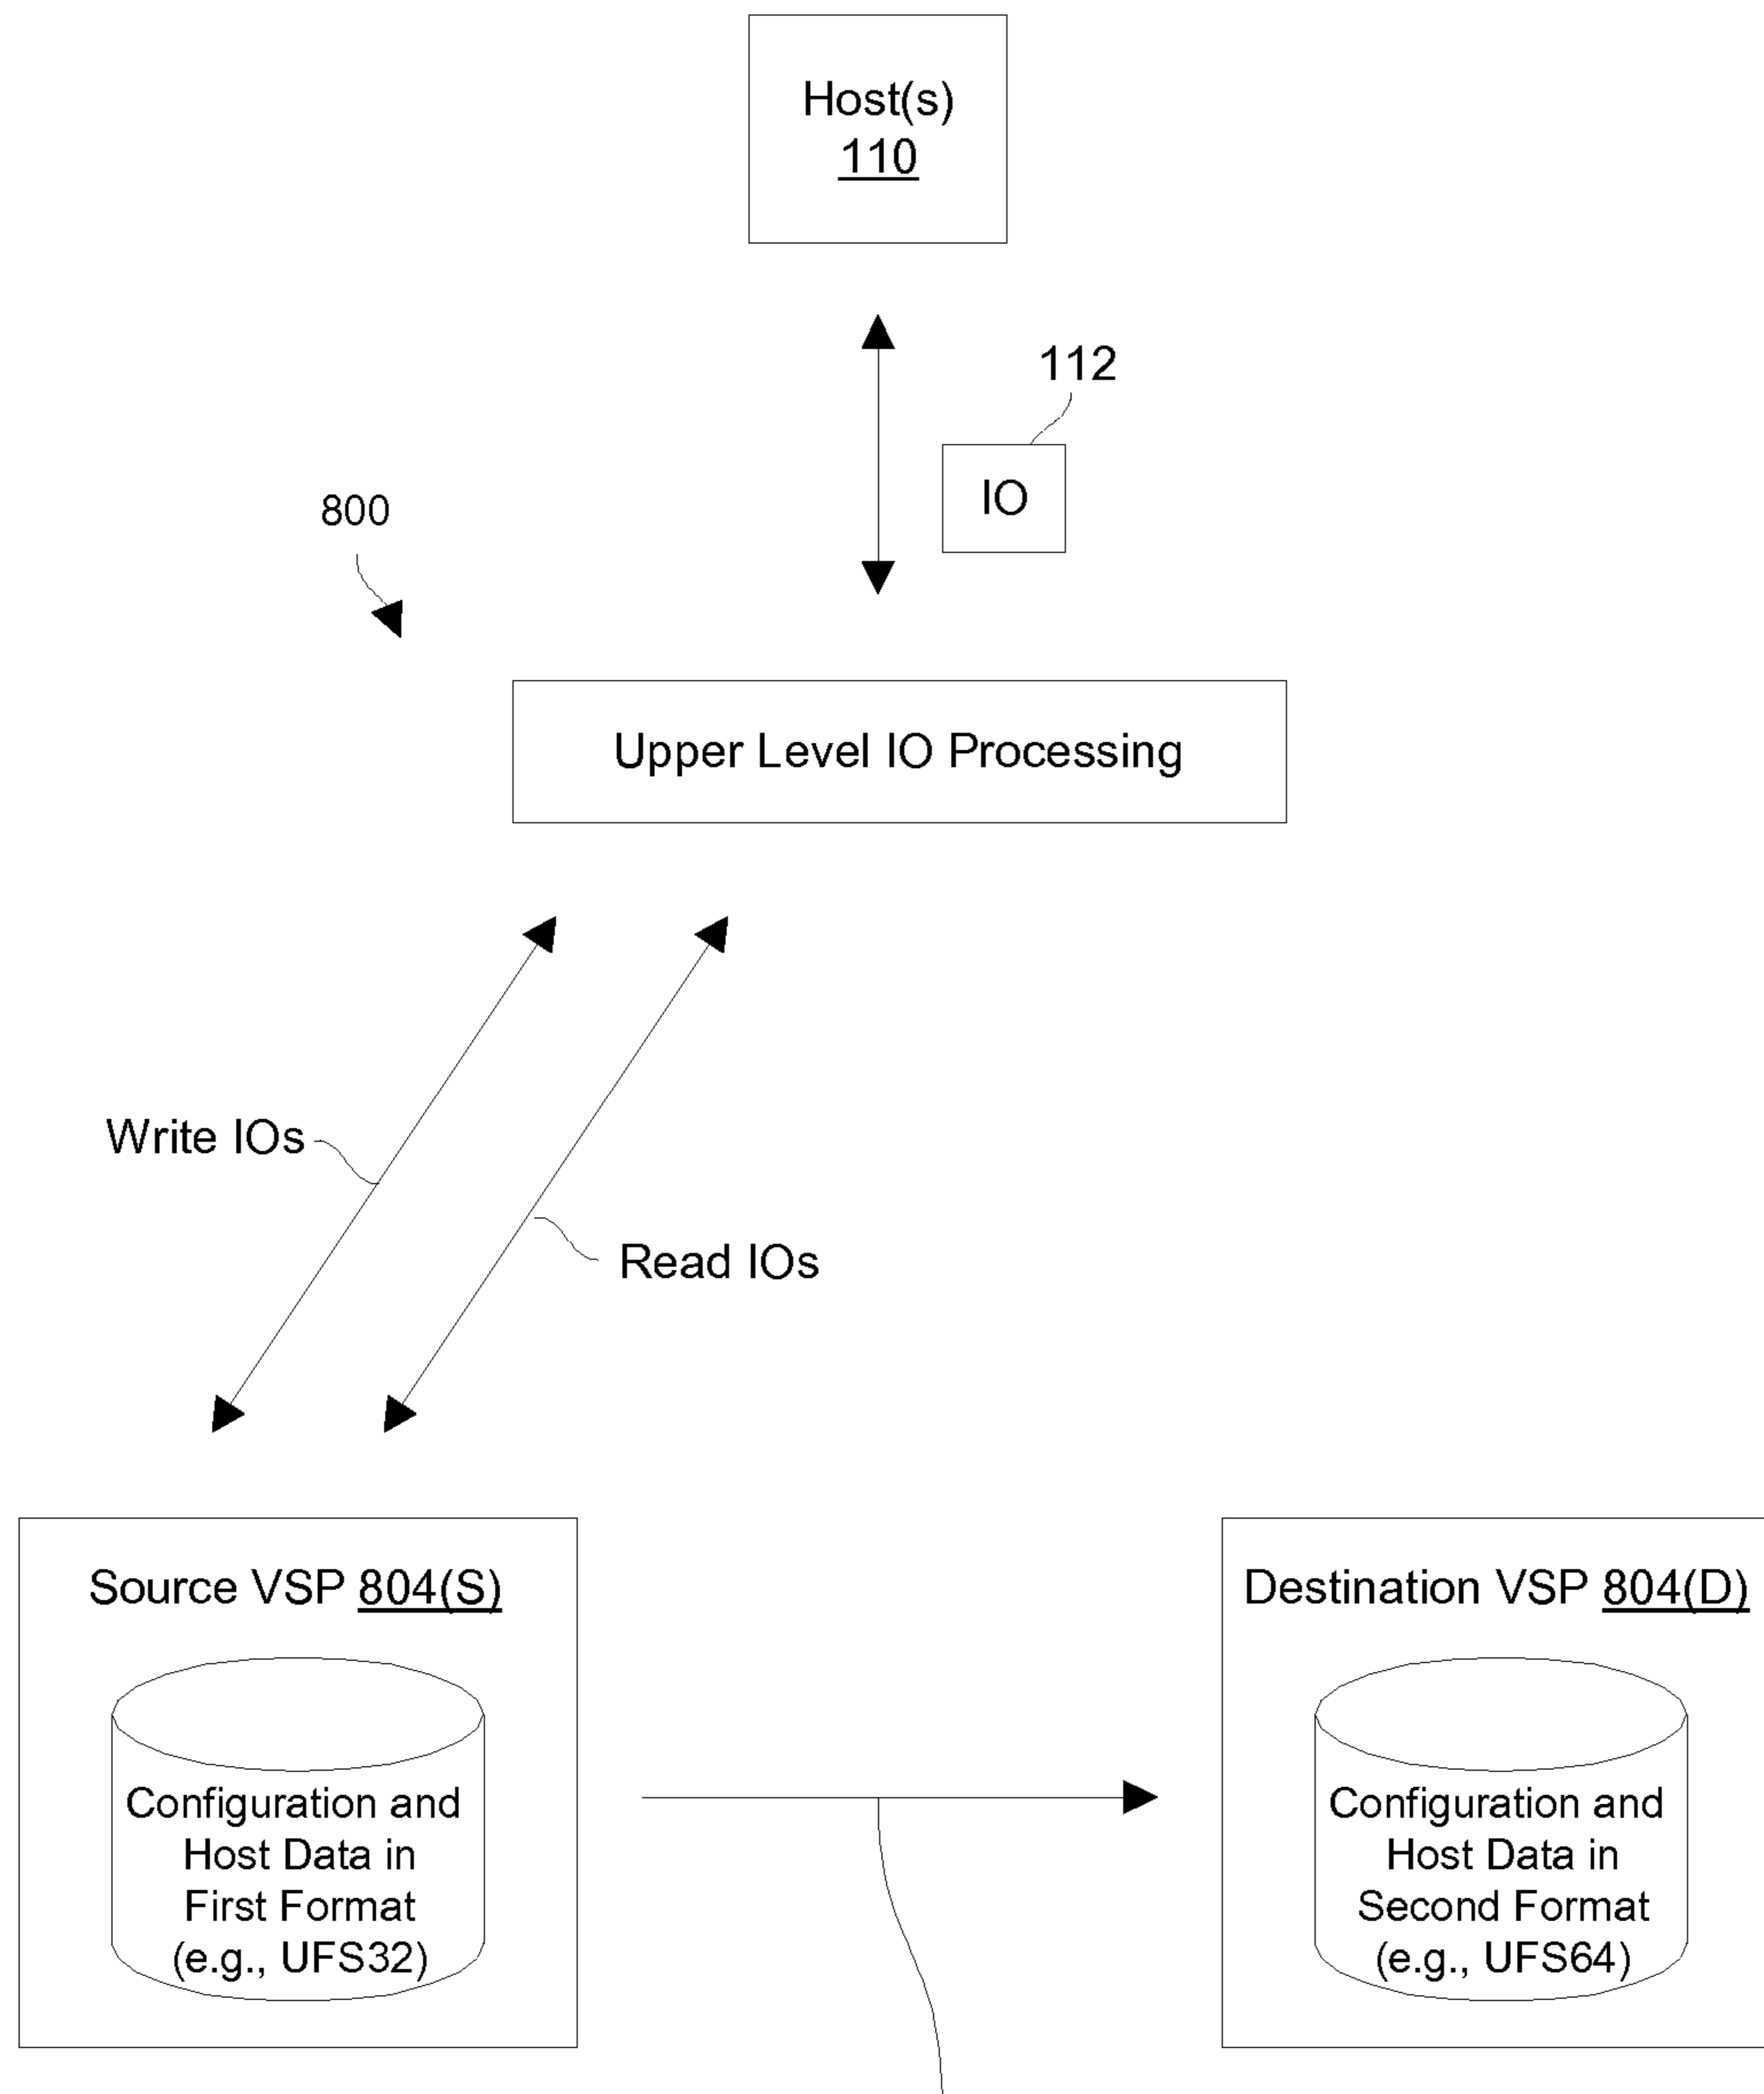 Host(s)
110
112
IO
800
Upper Level IO Processing
Write IOs
Read IOs
Source VSP 804(S)
Configuration and
Host Data in
First Format
(e.g., UFS32)
Destination VSP 804(D)
Configuration and
Host Data in
Second Format
(e.g., UFS64)